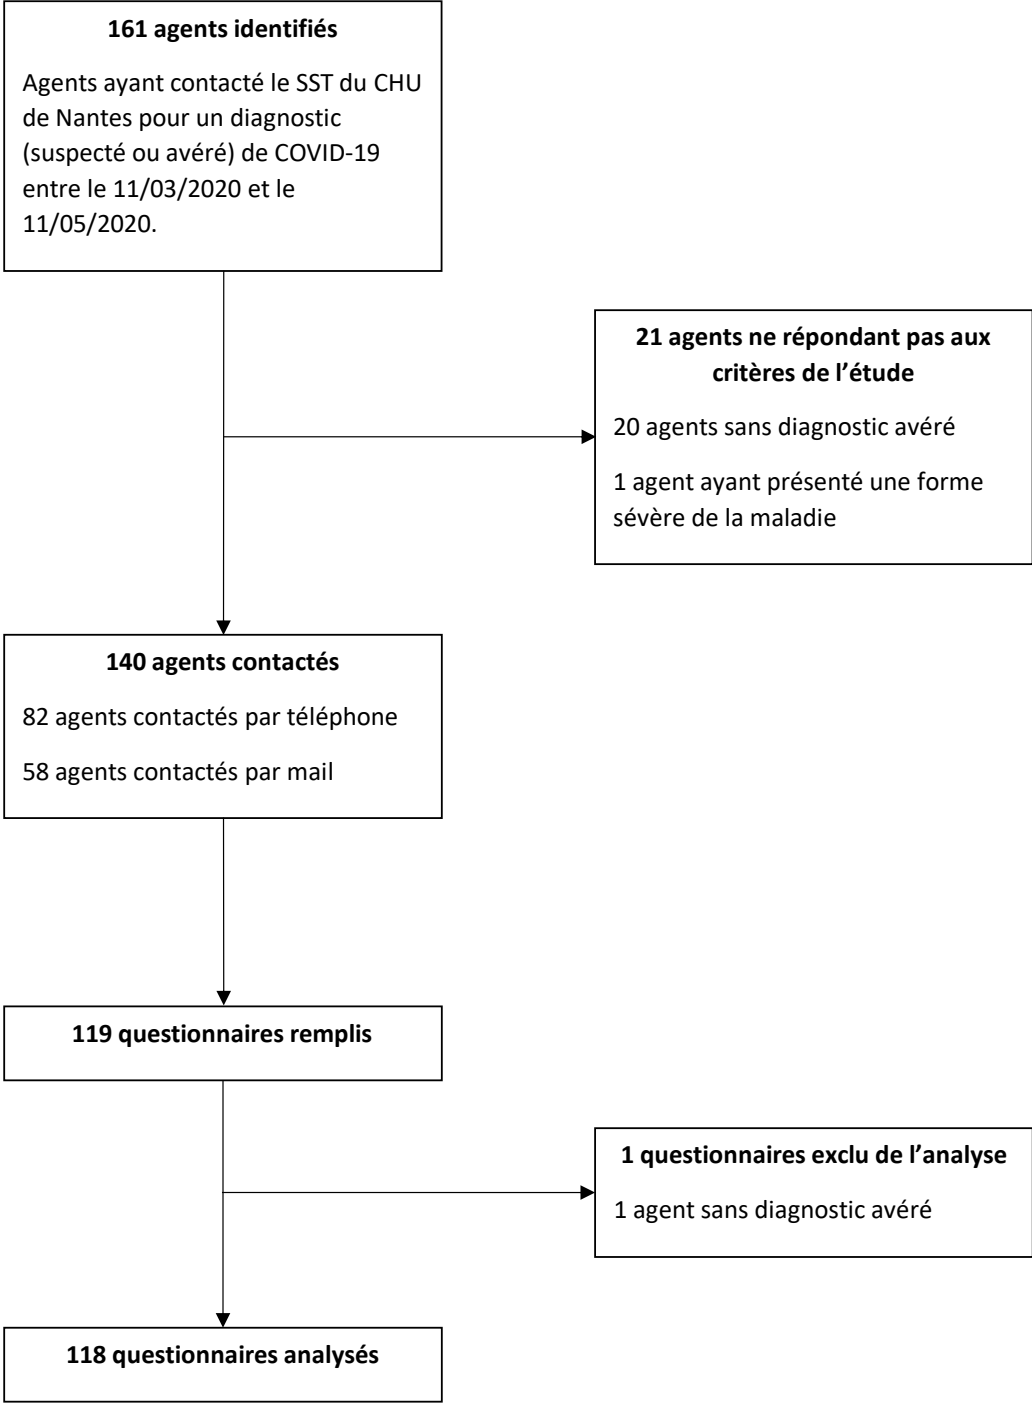 161 agents identifiés
Agents ayant contacté le SST du CHU
de Nantes pour un diagnostic
(suspecté ou avéré) de COVID-19
entre le 11/03/2020 et le
11/05/2020.
21 agents ne répondant pas aux
critères de l’étude
20 agents sans diagnostic avéré
1 agent ayant présenté une forme
sévère de la maladie
140 agents contactés
82 agents contactés par téléphone
58 agents contactés par mail
119 questionnaires remplis
1 questionnaires exclu de l’analyse
1 agent sans diagnostic avéré
118 questionnaires analysés